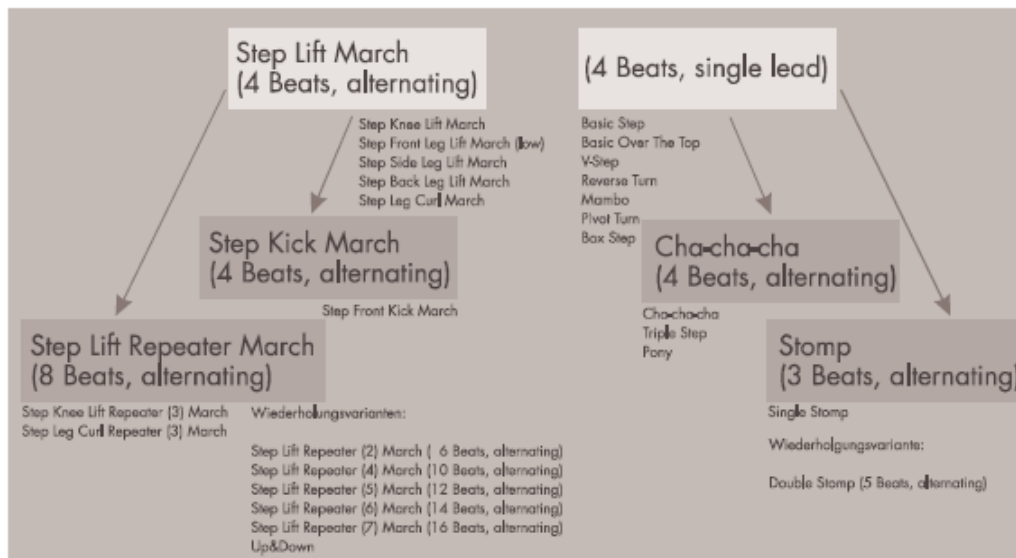 Step Lift March
(4 Beats, alternating)
Step Knee Lift March
Step Front Leg Lift March (low)
Step Side Leg Lift March
Step Back Leg Lift March
Step Leg Curl March
Step Kick March
(4 Beats, alternating)
Step Front Kick March
Step Lift Repeater March
(8 Beats, alternating)
Step Knee Lift Repeater (3) March
Step Leg Curl Repeater (3) March
Wiederholungsvarianten:
Step Lift Repeater (2) March ( 6 Beats, alternating)
Step Lift Repeater (4) March (10 Beats, alternating)
Step Lift Repeater (5) March (12 Beats, alternating)
Step Lift Repeater (6) March (14 Beats, alternating)
Step Lift Repeater (7) March (16 Beats, alternating)
Up&Down
(4 Beats, single lead)
Basic Step
Basic Over The Top
V-Step
Reverse Turn
Mambo
Pivot Turn
Box Step
Cha-cha-cha
(4 Beats, alternating)
Cha-cha-cha
Triple Step
Pony
Stomp
(3 Beats, alternating)
Single Stomp
Wiederholgungsvariante:
Double Stomp (5 Beats, alternating)